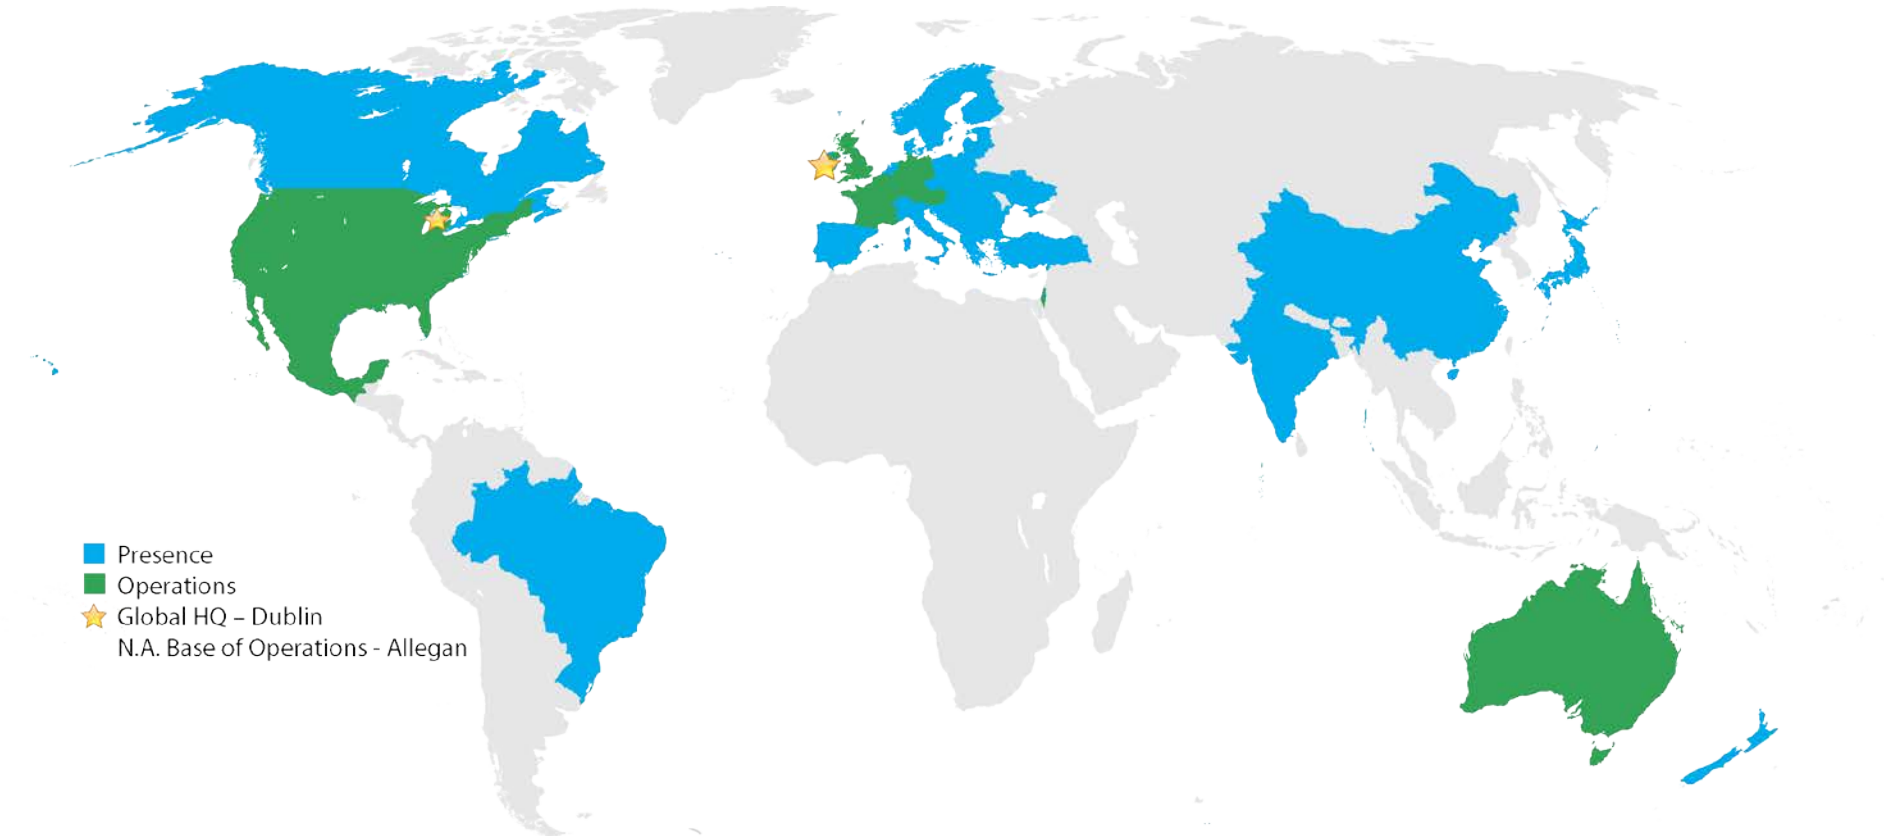 Presence
Operations
Global HQ – Dublin
N.A. Base of Operations - Allegan